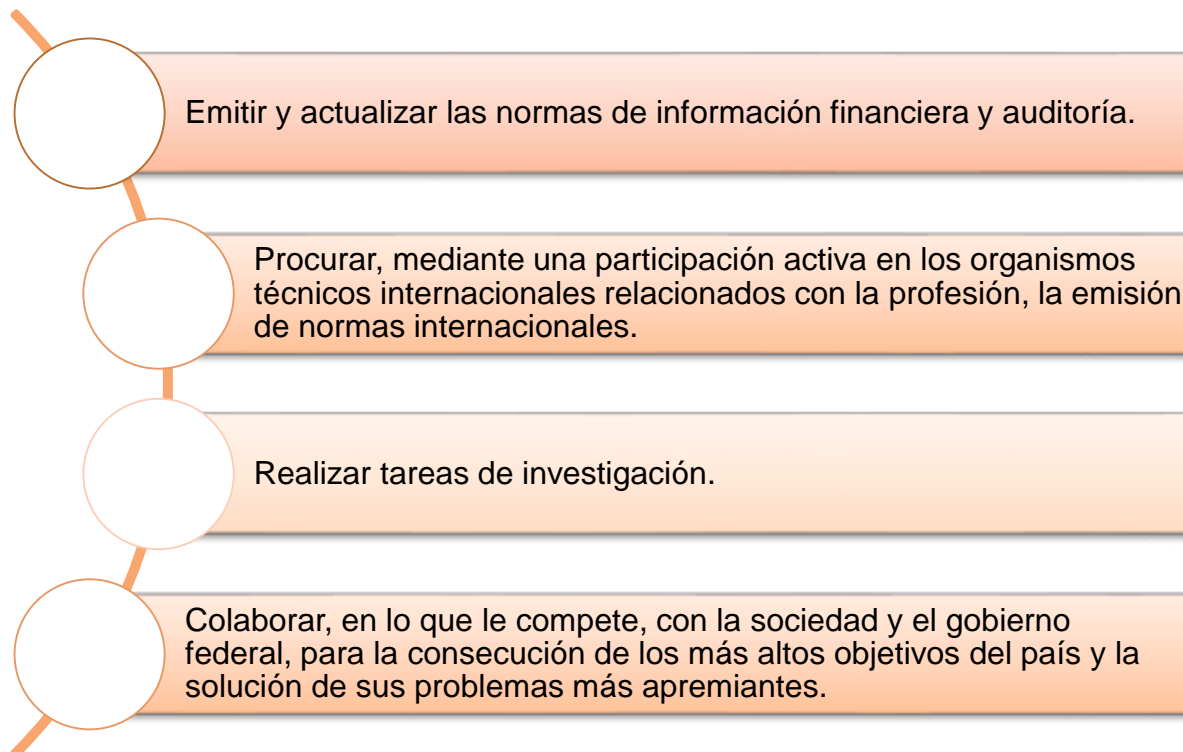 Emitir y actualizar las normas de información financiera y auditoría.
Procurar, mediante una participación activa en los organismos
técnicos internacionales relacionados con la profesión, la emisión
de normas internacionales.
Realizar tareas de investigación.
Colaborar, en lo que le compete, con la sociedad y el gobierno
federal, para la consecución de los más altos objetivos del país y la
solución de sus problemas más apremiantes.